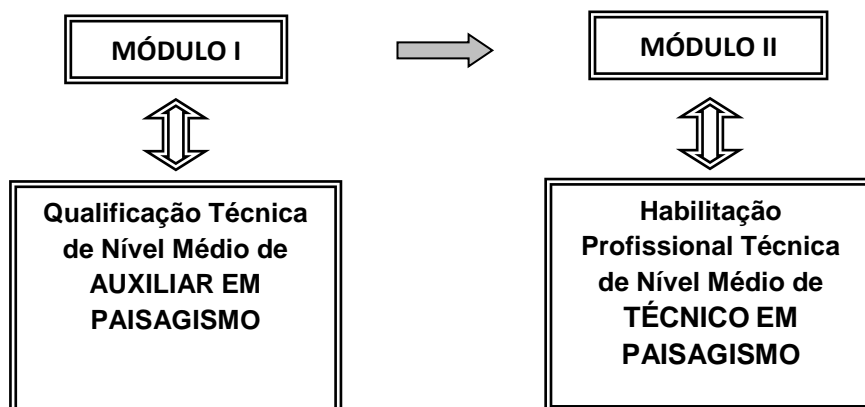 MÓDULO I
MÓDULO II
Qualificação Técnica
de Nível Médio de
AUXILIAR EM
PAISAGISMO
Habilitação
Profissional Técnica
de Nível Médio de
TÉCNICO EM
PAISAGISMO